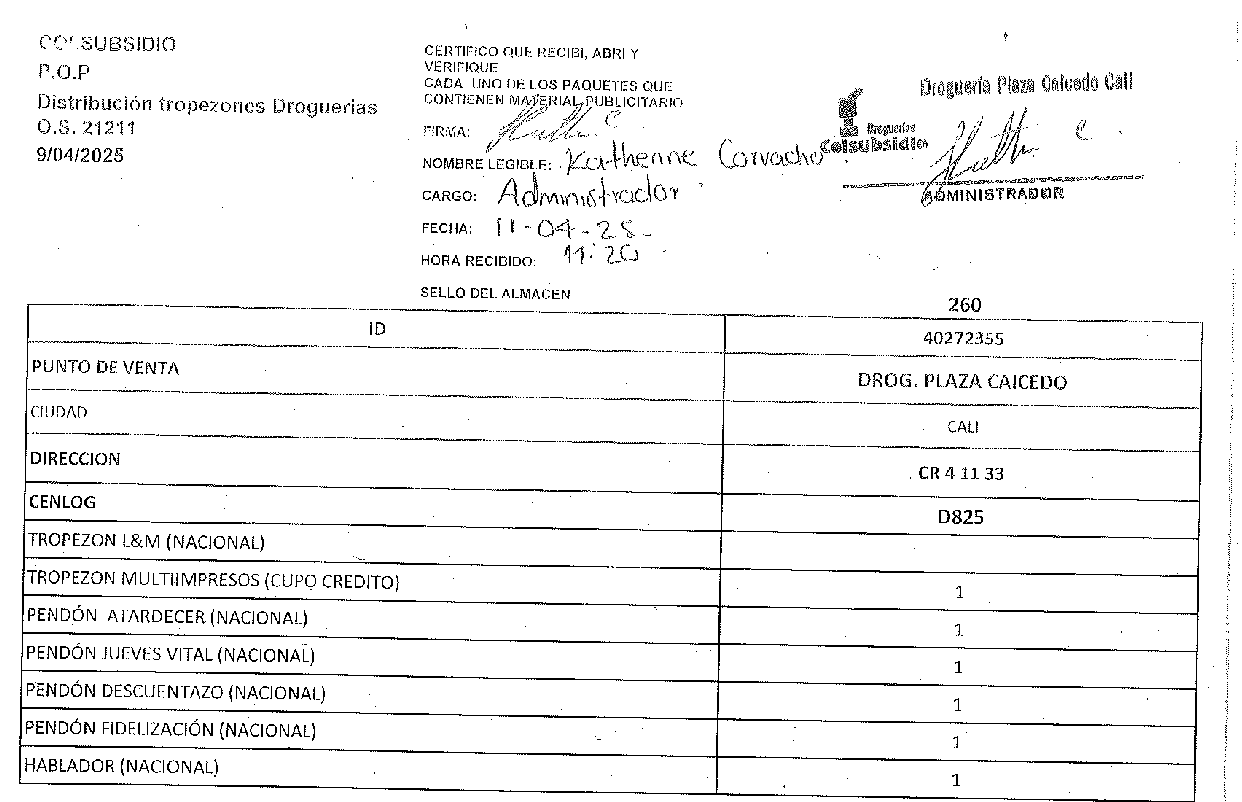 COLSUBSIDIO
P.O.P
Distribución tropezones Droguerias
O.S. 21211
9/04/2025
CERTIFICO QUE RECIBI, ABRI Y
VERIFIQUE
CADA UNO DE LOS PAQUETES QUE
CONTIENEN MATERIAL PUBLICITARIO
FIRMA:
NOMBRE LEGIBLE: Katherine Corvacho
CARGO: Administrador
FECHA: 11-04-25
HORA RECIBIDO: 11:20
SELLO DEL ALMACEN
Droguería Plaza Caicedo Cali
Droguerías
Colsubsidio
ADMINISTRADOR
260
ID 40272355
PUNTO DE VENTA DROG. PLAZA CAICEDO
CIUDAD CALI
DIRECCION CR 4 11 33
CENLOG D825
TROPEZON L&M (NACIONAL)
TROPEZON MULTIIMPRESOS (CUPO CREDITO) 1
PENDÓN ATARDECER (NACIONAL) 1
PENDÓN JUEVES VITAL (NACIONAL) 1
PENDÓN DESCUENTAZO (NACIONAL) 1
PENDÓN FIDELIZACIÓN (NACIONAL) 1
HABLADOR (NACIONAL) 1